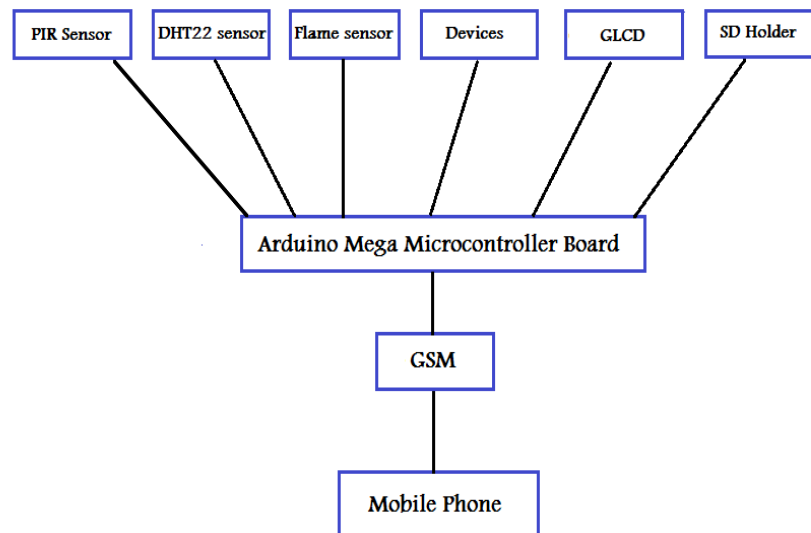 PIR Sensor
DHT22 sensor
Flame sensor
Devices
GLCD
SD Holder
Arduino Mega Microcontroller Board
GSM
Mobile Phone